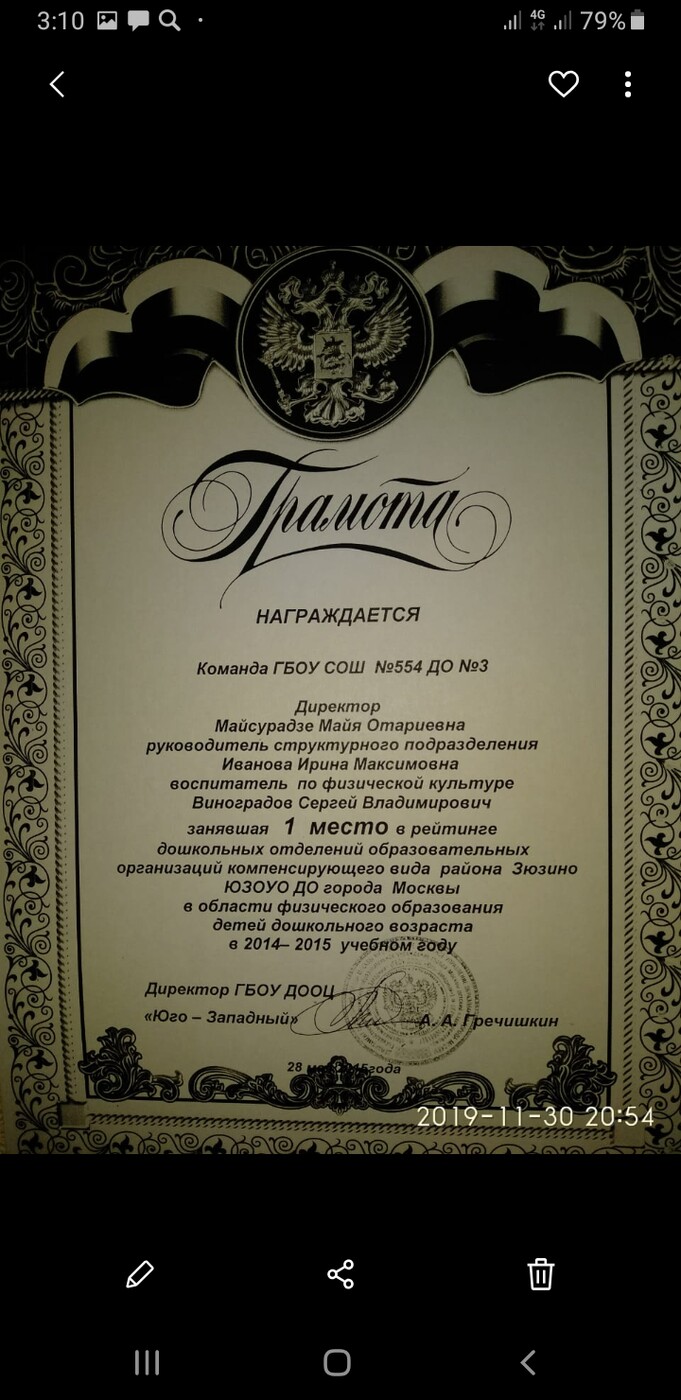 3:10
4G
79%
Грамота
НАГРАЖДАЕТСЯ
Команда ГБОУ СОШ №554 ДО №3
Директор
Майсурадзе Майя Отариевна
руководитель структурного подразделения
Иванова Ирина Максимовна
воспитатель по физической культуре
Виноградов Сергей Владимирович
занявшая 1 место в рейтинге
дошкольных отделений образовательных
организаций компенсирующего вида района Зюзино
ЮЗОУО ДО города Москвы
в области физического образования
детей дошкольного возраста
в 2014– 2015 учебном году
Директор ГБОУ ДООЦ
«Юго – Западный» А. А. Гречишкин
28 года
2019-11-30 20:54